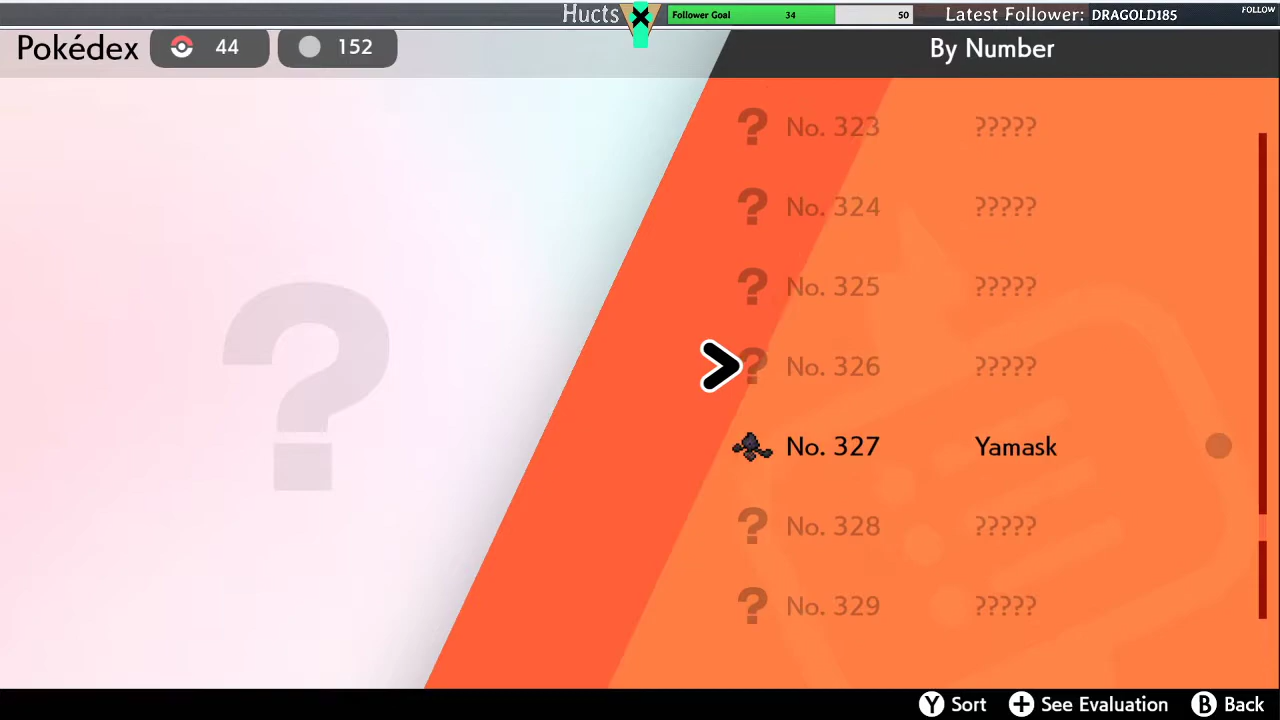 Hucts Follower Goal 34 50 Latest Follower: DRAGOLD185 FOLLOW
Pokédex 44 152 By Number
? No. 323 ?????
? No. 324 ?????
? No. 325 ?????
? No. 326 ?????
No. 327 Yamask
? No. 328 ?????
? No. 329 ?????
?
Y Sort + See Evaluation B Back